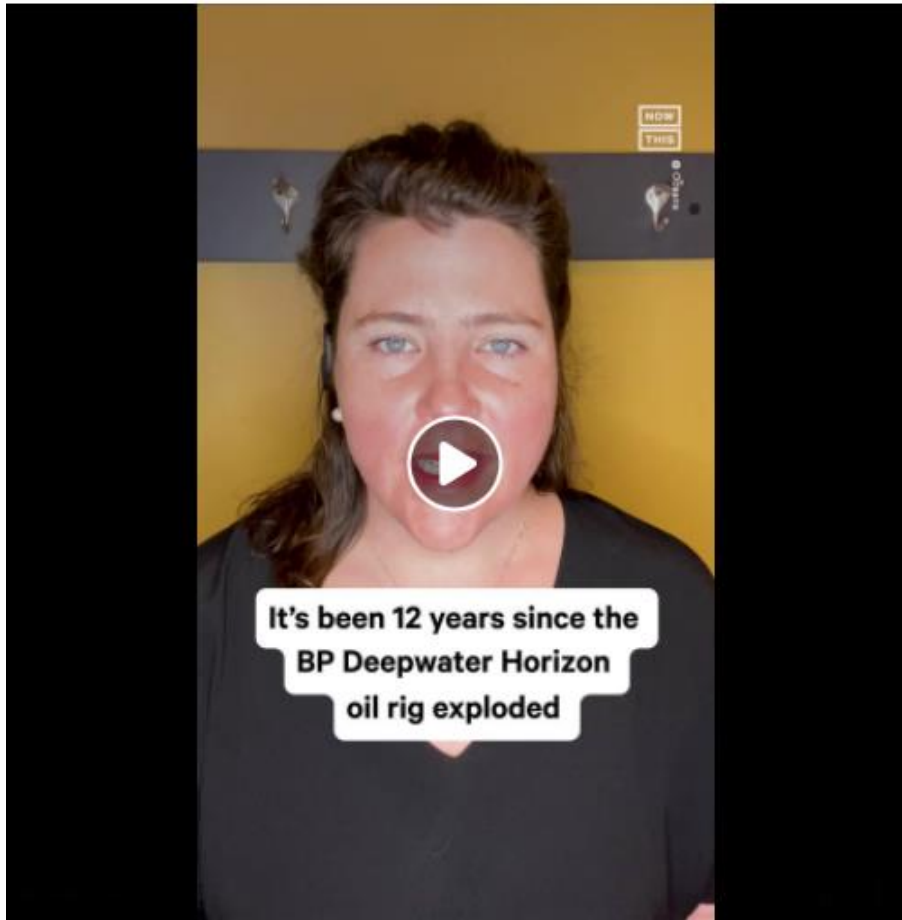 NOW
THIS
It's been 12 years since the
BP Deepwater Horizon
oil rig exploded